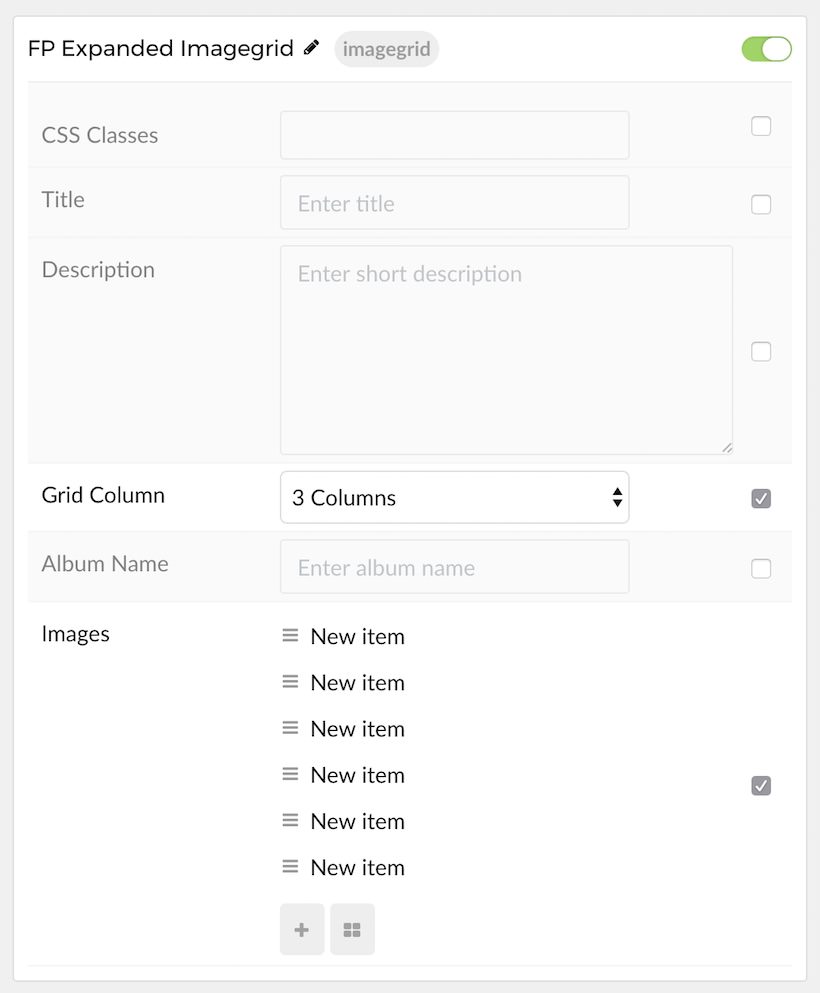 FP Expanded Imagegrid imagegrid
CSS Classes
Title Enter title
Description Enter short description
Grid Column 3 Columns
Album Name Enter album name
Images New item
New item
New item
New item
New item
New item